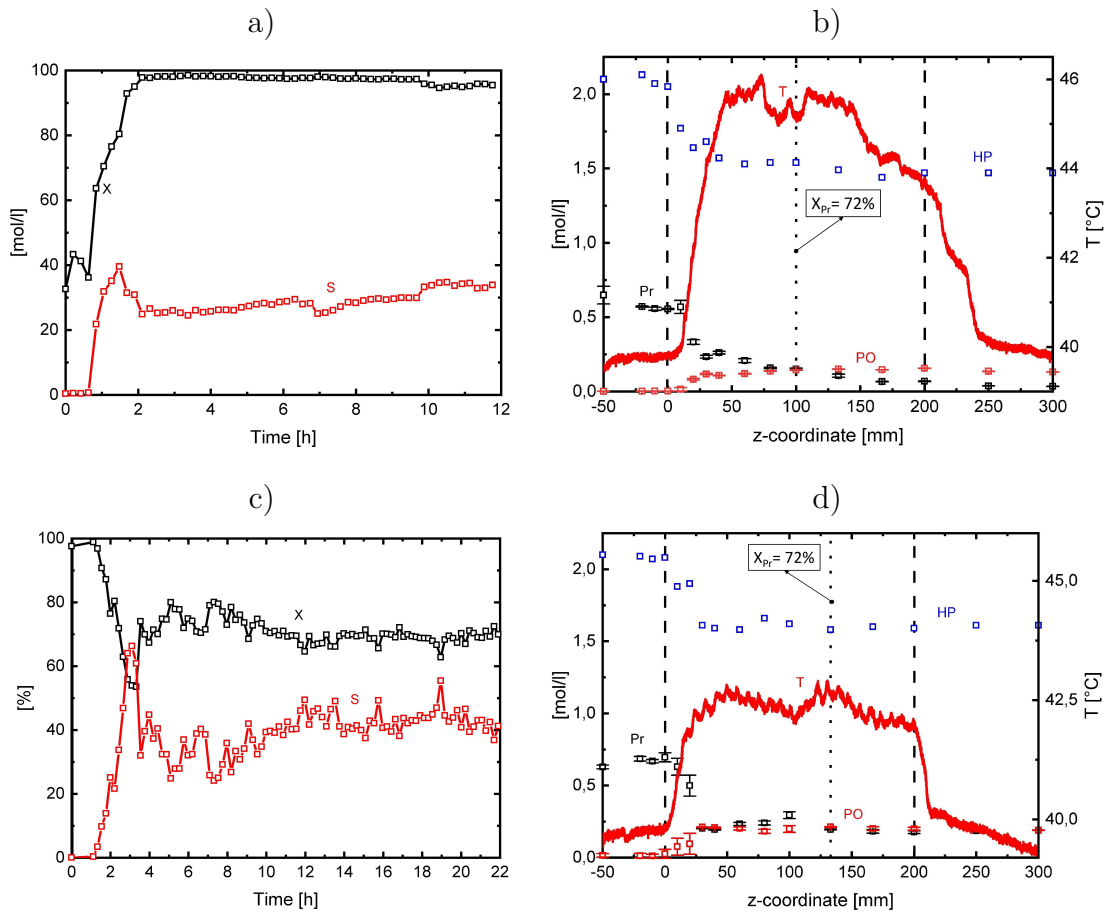 a)
b)
100
80
60
40
20
0
[mol/l]
X
S
0
2
4
6
8
10
12
Time [h]
2,0
1,5
1,0
0,5
0,0
[mol/l]
T
HP
X_Pr= 72%
Pr
PO
46
44
42
40
T [°C]
-50
0
50
100
150
200
250
300
z-coordinate [mm]
c)
d)
100
80
60
40
20
0
[%]
X
S
0
2
4
6
8
10
12
14
16
18
20
22
Time [h]
2,0
1,5
1,0
0,5
0,0
[mol/l]
X_Pr= 72%
HP
T
Pr
PO
45,0
42,5
40,0
T [°C]
-50
0
50
100
150
200
250
300
z-coordinate [mm]